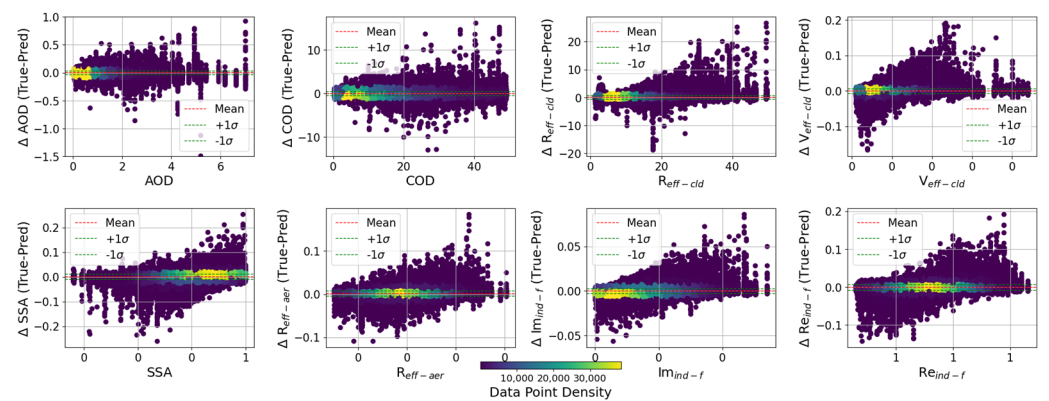 Δ AOD (True-Pred)
1.0
0.5
0.0
−0.5
−1.0
−1.5
Mean
+1σ
-1σ
0 2 4 6
AOD
Δ COD (True-Pred)
10
0
−10
Mean
+1σ
-1σ
0 20 40
COD
Δ R_eff−cld (True-Pred)
20
10
0
−10
−20
Mean
+1σ
-1σ
0 20 40
R_eff−cld
Δ V_eff−cld (True-Pred)
0.2
0.1
0.0
−0.1
Mean
+1σ
-1σ
0 0 0 0 0
V_eff−cld
Δ SSA (True-Pred)
0.2
0.1
0.0
−0.1
−0.2
Mean
+1σ
-1σ
0 0 0 1
SSA
Δ R_eff−aer (True-Pred)
0.1
0.0
−0.1
Mean
+1σ
-1σ
0 0 0 0
R_eff−aer
Δ Im_ind−f (True-Pred)
0.05
0.00
−0.05
Mean
+1σ
-1σ
0 0 0
Im_ind−f
Δ Re_ind−f (True-Pred)
0.2
0.1
0.0
−0.1
Mean
+1σ
-1σ
1 1 1
Re_ind−f
10,000 20,000 30,000
Data Point Density